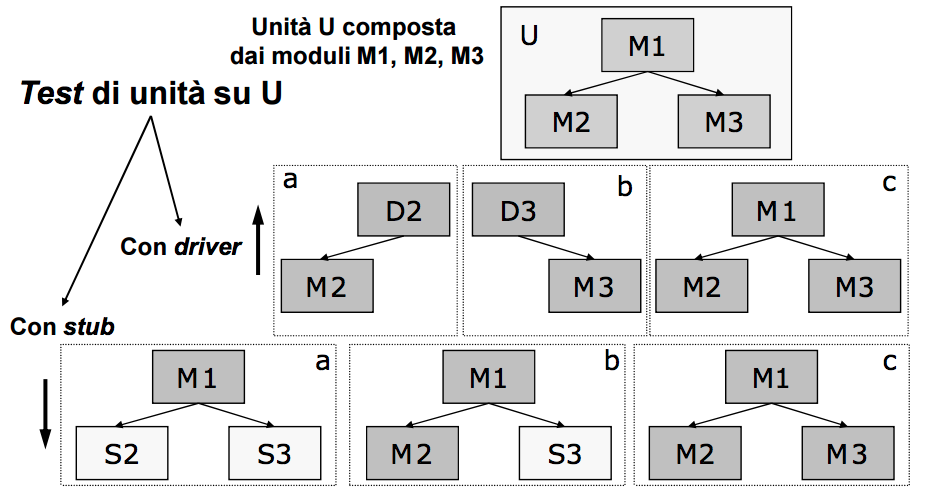 Unità U composta
dai moduli M1, M2, M3
U
M1
M2
M3
Test di unità su U
a
D2
M2
b
D3
M3
c
M1
M2
M3
Con driver
Con stub
a
M1
S2
S3
b
M1
M2
S3
c
M1
M2
M3